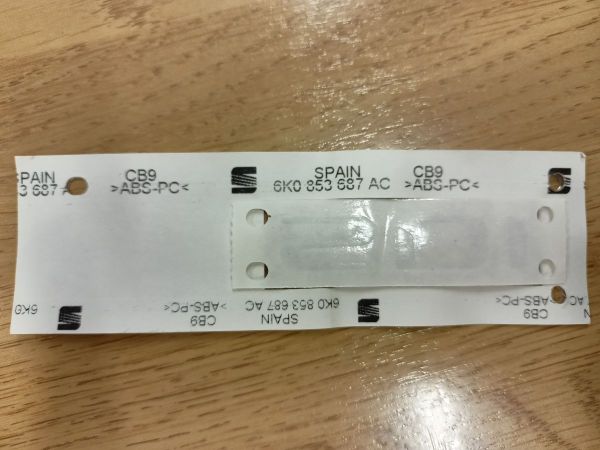 SPAIN CB9 SPAIN CB9
3 687 A >ABS-PC< 6K0 853 687 AC >ABS-PC<
6K0 >ABS-PC< 6K0 853 687 AC >ABS-PC<
CB9 SPAIN CB9